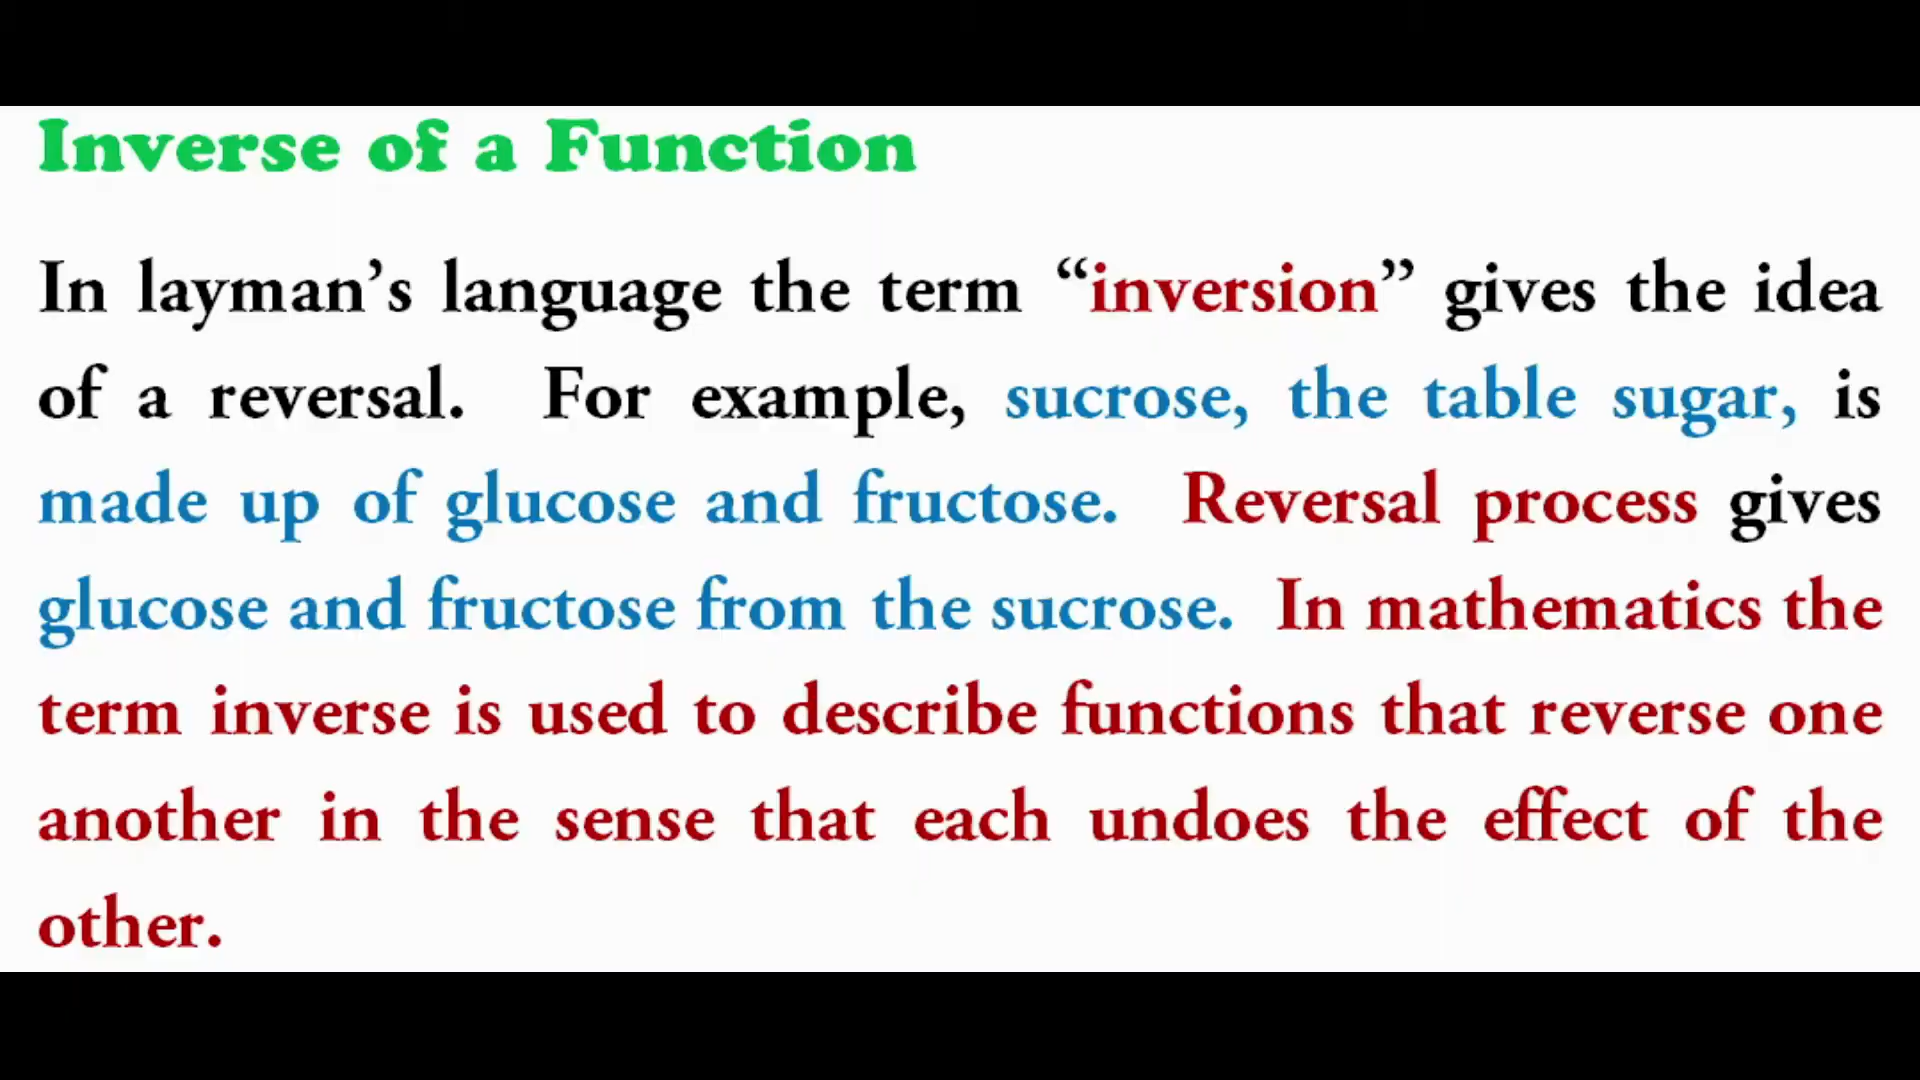 Inverse of a Function
In layman’s language the term “inversion” gives the idea
of a reversal. For example, sucrose, the table sugar, is
made up of glucose and fructose. Reversal process gives
glucose and fructose from the sucrose. In mathematics the
term inverse is used to describe functions that reverse one
another in the sense that each undoes the effect of the
other.